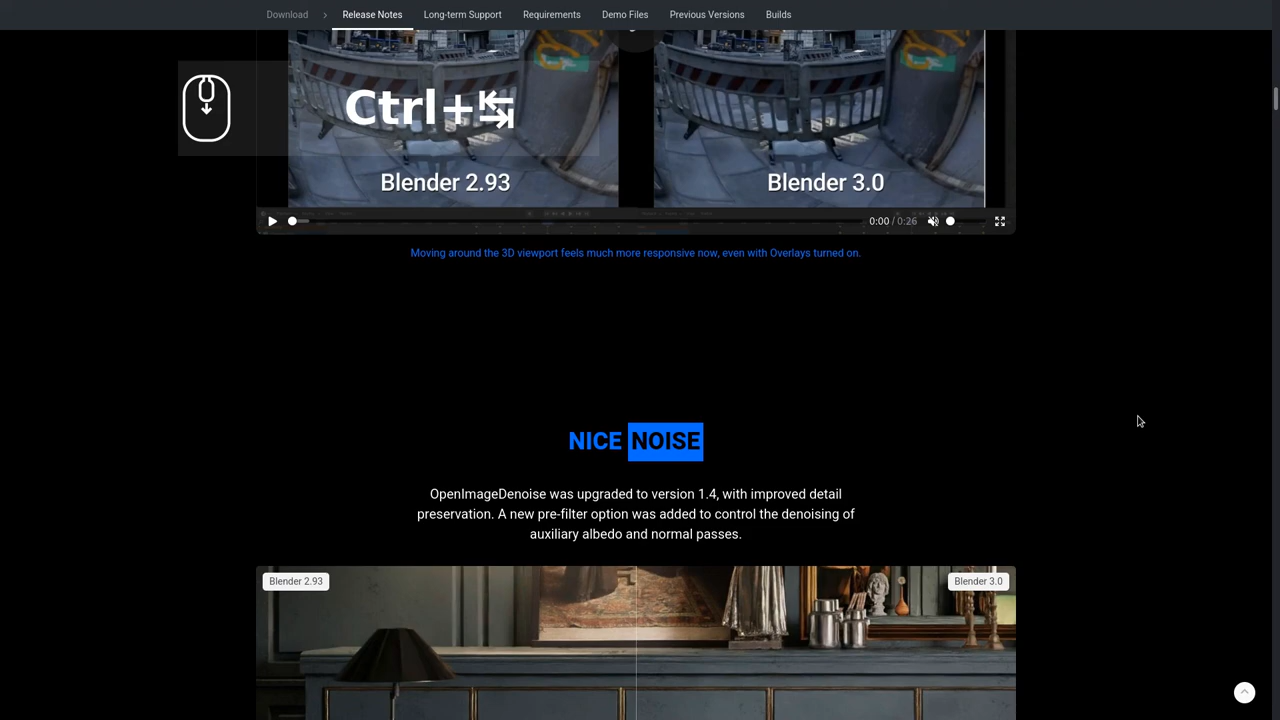 Download
Release Notes
Long-term Support
Requirements
Demo Files
Previous Versions
Builds
Ctrl+↹
Blender 2.93
Blender 3.0
0:00 / 0:26
Moving around the 3D viewport feels much more responsive now, even with Overlays turned on.
NICE NOISE
OpenImageDenoise was upgraded to version 1.4, with improved detail
preservation. A new pre-filter option was added to control the denoising of
auxiliary albedo and normal passes.
Blender 2.93
Blender 3.0